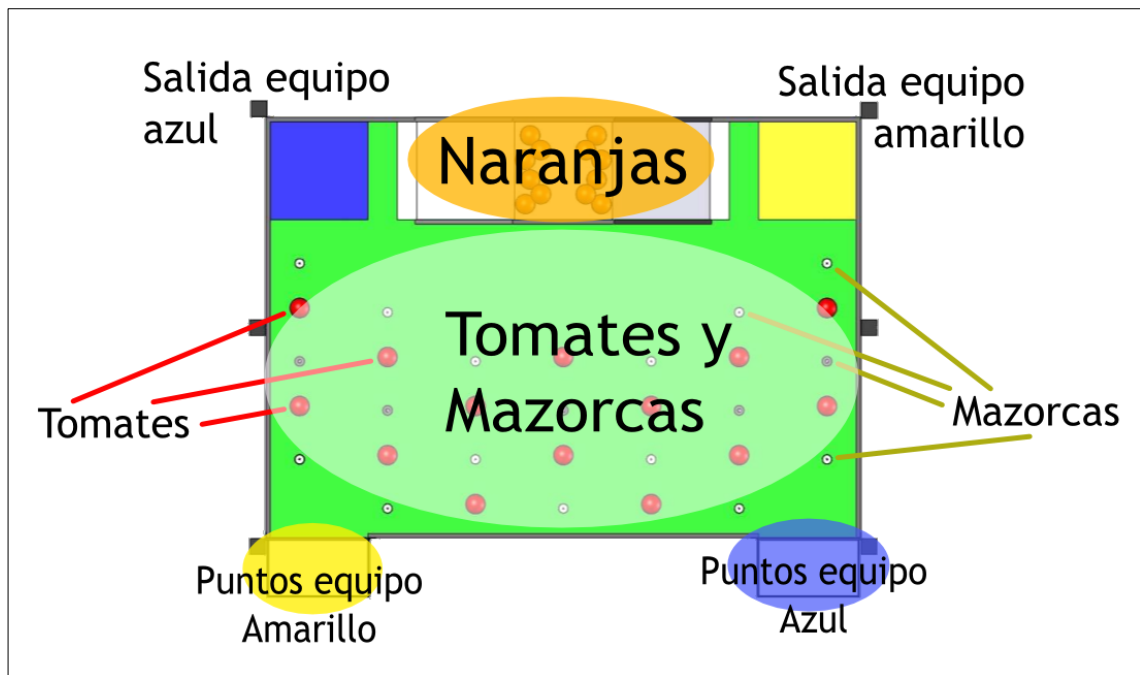 Salida equipo
azul
Salida equipo
amarillo
Naranjas
Tomates y
Mazorcas
Tomates
Mazorcas
Puntos equipo
Amarillo
Puntos equipo
Azul